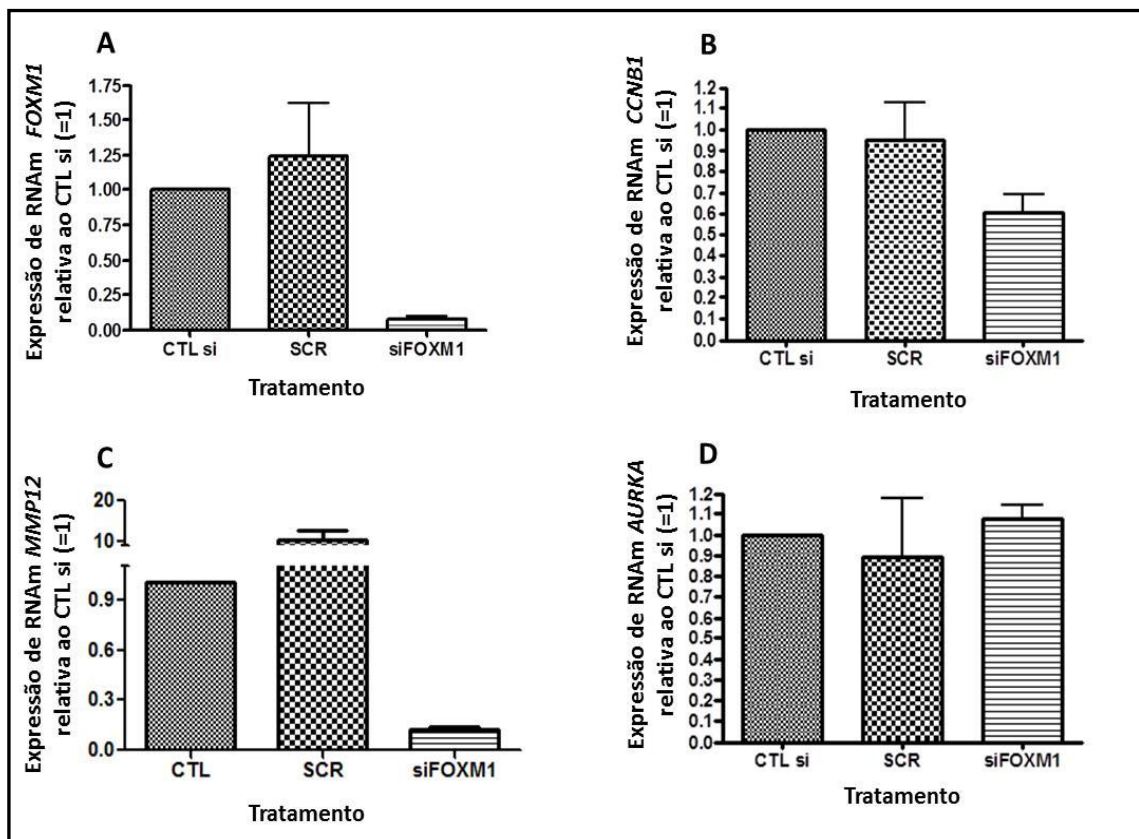 A
Expressão de RNAm FOXM1
relativa ao CTL si (=1)
1.75
1.50
1.25
1.00
0.75
0.50
0.25
0.00
CTL si SCR siFOXM1
Tratamento
B
Expressão de RNAm CCNB1
relativa ao CTL si (=1)
1.2
1.1
1.0
0.9
0.8
0.7
0.6
0.5
0.4
0.3
0.2
0.1
0.0
CTL si SCR siFOXM1
Tratamento
C
Expressão de RNAm MMP12
relativa ao CTL si (=1)
20
10
0.9
0.6
0.3
0.0
CTL SCR siFOXM1
Tratamento
D
Expressão de RNAm AURKA
relativa ao CTL si (=1)
1.2
1.1
1.0
0.9
0.8
0.7
0.6
0.5
0.4
0.3
0.2
0.1
0.0
CTL si SCR siFOXM1
Tratamento